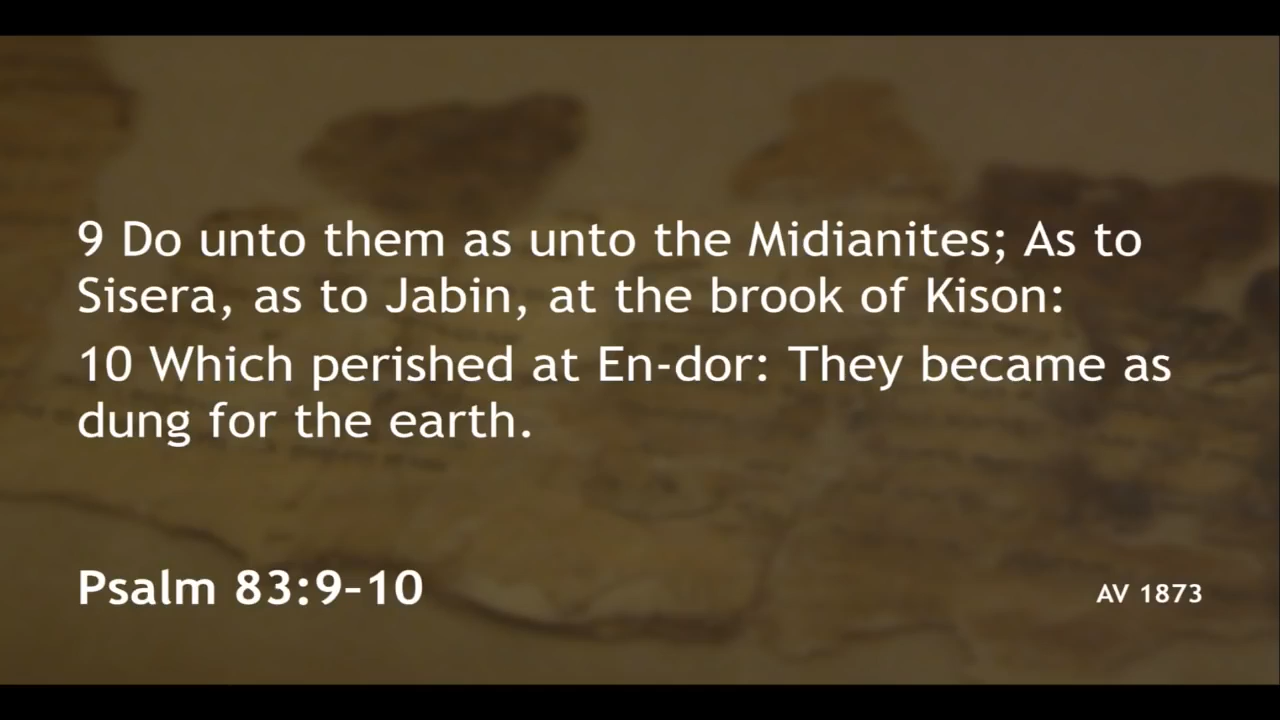 9 Do unto them as unto the Midianites; As to
Sisera, as to Jabin, at the brook of Kison:
10 Which perished at En-dor: They became as
dung for the earth.
Psalm 83:9–10
AV 1873